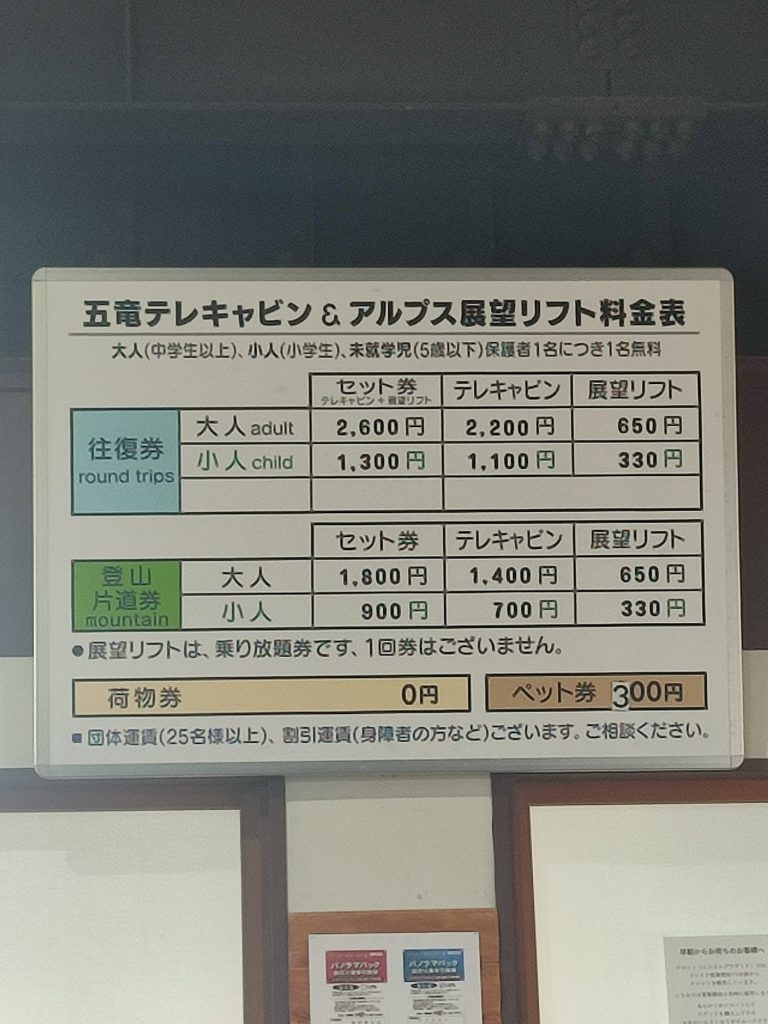 五竜テレキャビン & アルプス展望リフト料金表
大人(中学生以上)、小人(小学生)、未就学児(5歳以下)保護者1名につき1名無料
セット券 テレキャビン 展望リフト
テレキャビン + 展望リフト
往復券 round trips
大人 adult 2,600円 2,200円 650円
小人 child 1,300円 1,100円 330円
セット券 テレキャビン 展望リフト
登山片道券 mountain
大人 1,800円 1,400円 650円
小人 900円 700円 330円
●展望リフトは、乗り放題券です、1回券はございません。
荷物券 0円 ペット券 300円
■団体運賃(25名様以上)、割引運賃(身障者の方など)ございます。ご相談ください。
パノラマパック パノラマパック